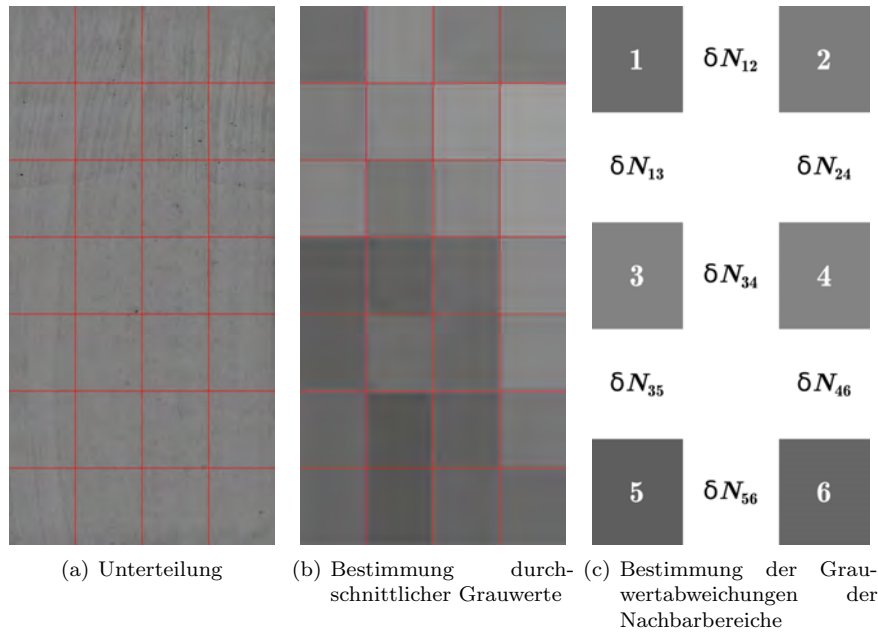 1 δN₁₂ 2
δN₁₃ δN₂₄
3 δN₃₄ 4
δN₃₅ δN₄₆
5 δN₅₆ 6
(a) Unterteilung
(b) Bestimmung durch-
schnittlicher Grauwerte
(c) Bestimmung der Grau-
wertabweichungen der
Nachbarbereiche